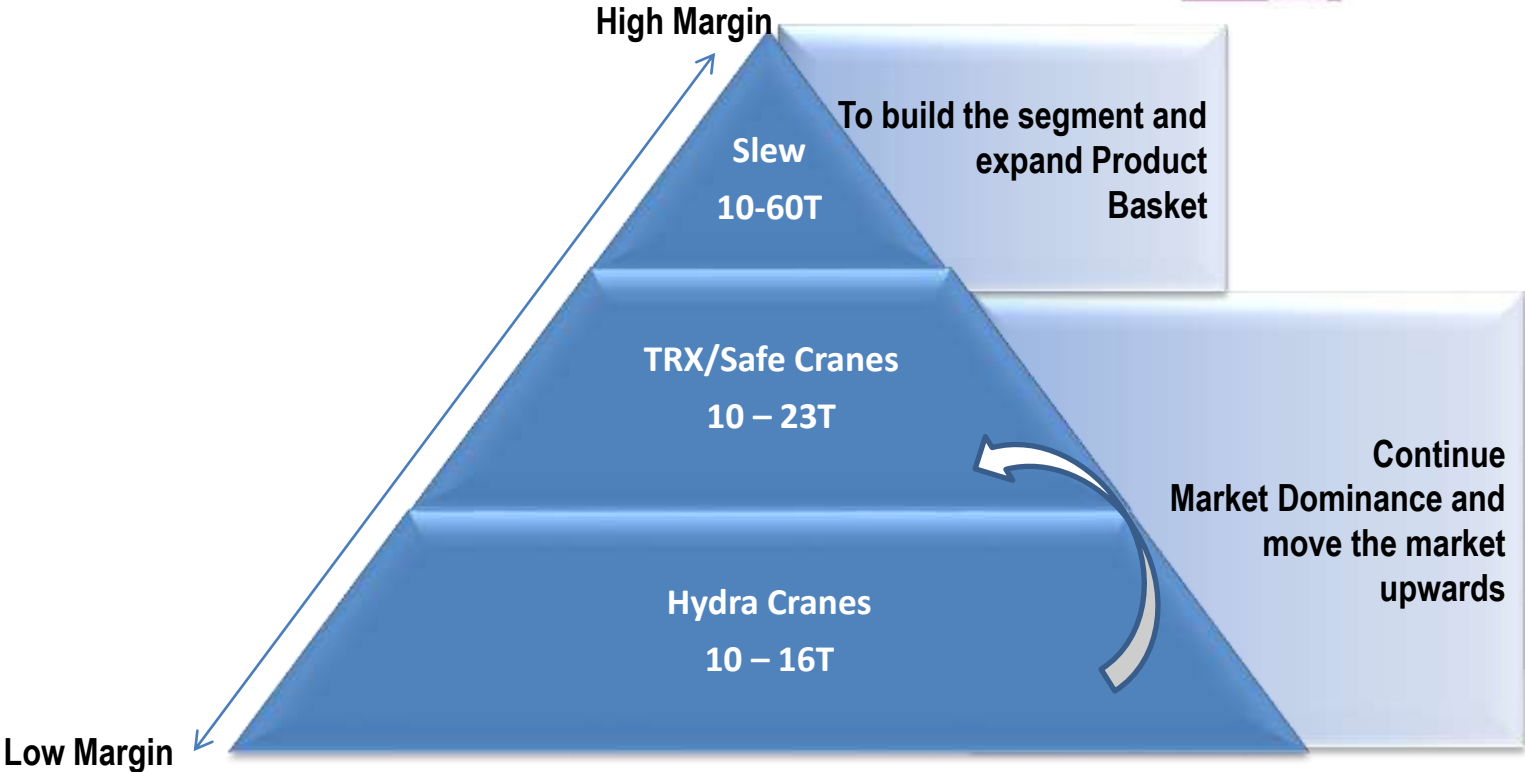 High Margin
To build the segment and
expand Product
Basket
Slew
10-60T
TRX/Safe Cranes
10 – 23T
Continue
Market Dominance and
move the market
upwards
Hydra Cranes
10 – 16T
Low Margin